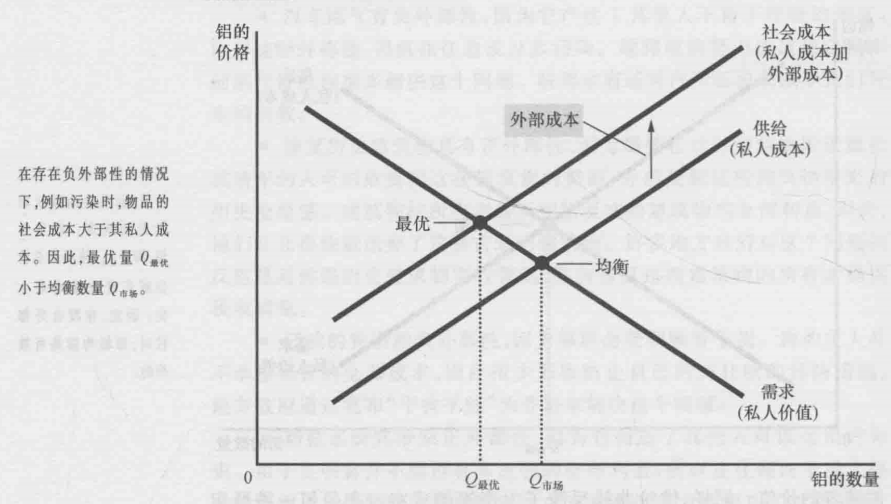 铝的
价格
社会成本
(私人成本加
外部成本)
外部成本
供给
(私人成本)
在存在负外部性的情况
下,例如污染时,物品的
社会成本大于其私人成
本。因此,最优量 Q最优
小于均衡数量 Q市场。
最优
均衡
需求
(私人价值)
0
Q最优
Q市场
铝的数量